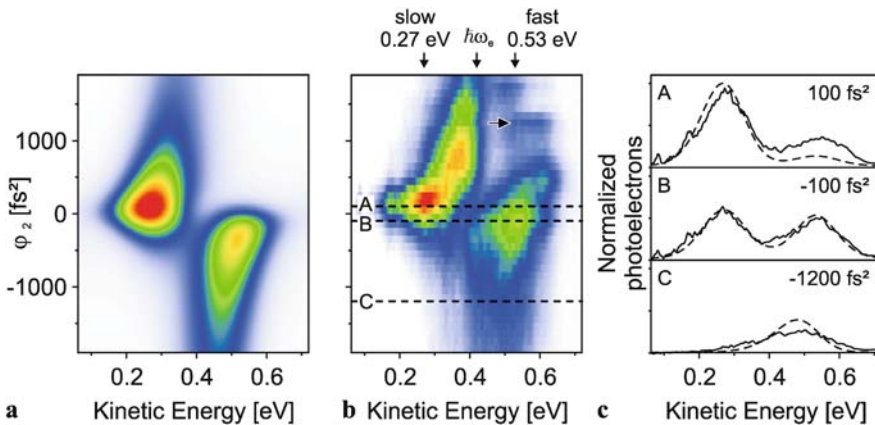 slow
0.27 eV
ℏωₑ
fast
0.53 eV
φ₂ [fs²]
1000
0
-1000
0.2 0.4 0.6
Kinetic Energy [eV]
a
A
B
C
0.2 0.4 0.6
Kinetic Energy [eV]
b
Normalized
photoelectrons
A 100 fs²
B -100 fs²
C -1200 fs²
0.2 0.4 0.6
Kinetic Energy [eV]
c